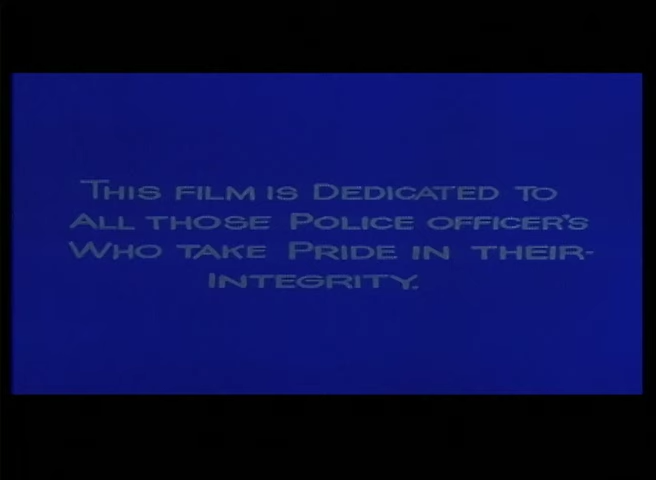 THIS FILM IS DEDICATED TO
ALL THOSE POLICE OFFICER'S
WHO TAKE PRIDE IN THEIR-
INTEGRITY.